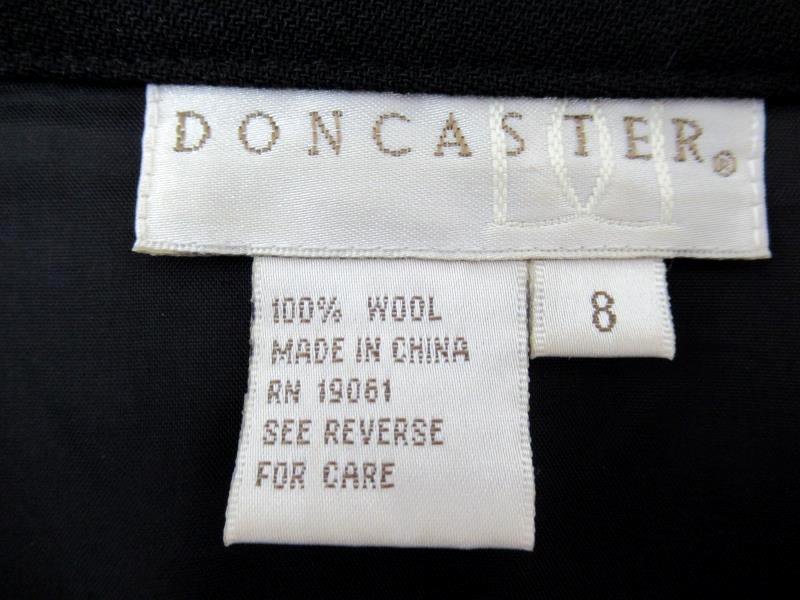 DONCASTER®
8
100% WOOL
MADE IN CHINA
RN 19061
SEE REVERSE
FOR CARE